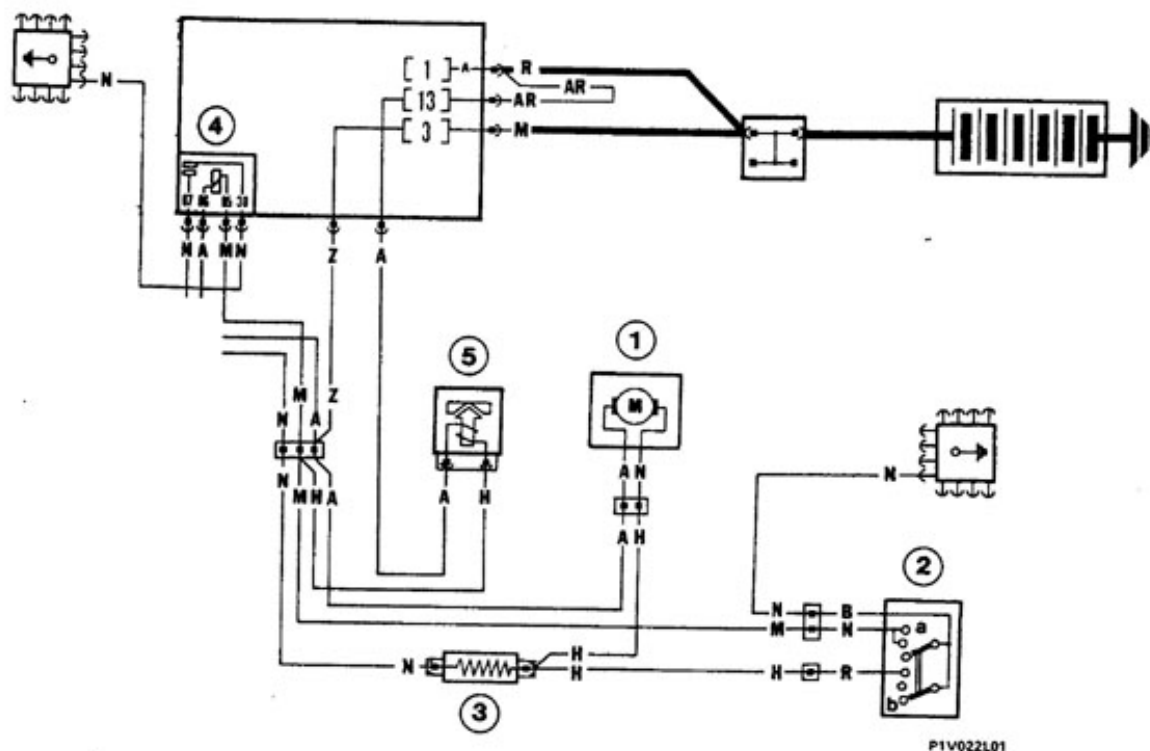 [ 1 ] A R
AR
[ 13 ] AR
[ 3 ] M
N
4
87 86 85 30
N A M N
Z A
5
1
M
N M A Z
A N
N
N M H A
A H
A H
2
N B
M N
a
H
N H
H R
b
3
P1V022L01